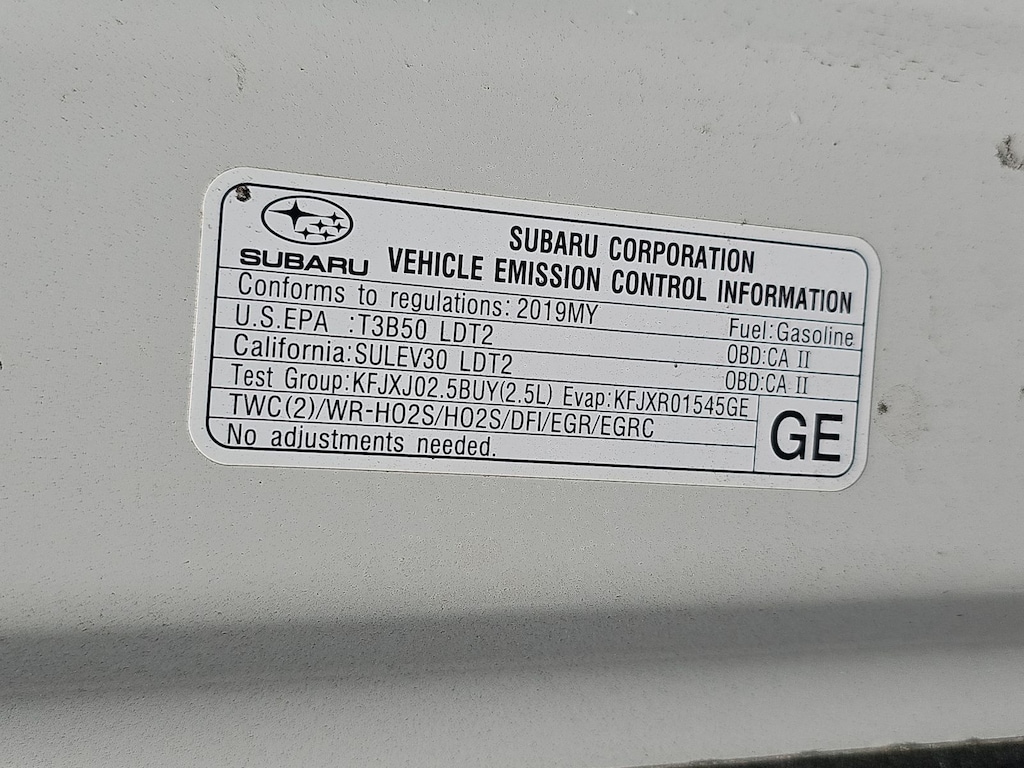 SUBARU
SUBARU CORPORATION
VEHICLE EMISSION CONTROL INFORMATION
Conforms to regulations: 2019MY Fuel:Gasoline
U.S.EPA :T3B50 LDT2 OBD:CA II
California:SULEV30 LDT2 OBD:CA II
Test Group:KFJXJ02.5BUY(2.5L) Evap:KFJXR01545GE
TWC(2)/WR-HO2S/HO2S/DFI/EGR/EGRC
No adjustments needed.
GE